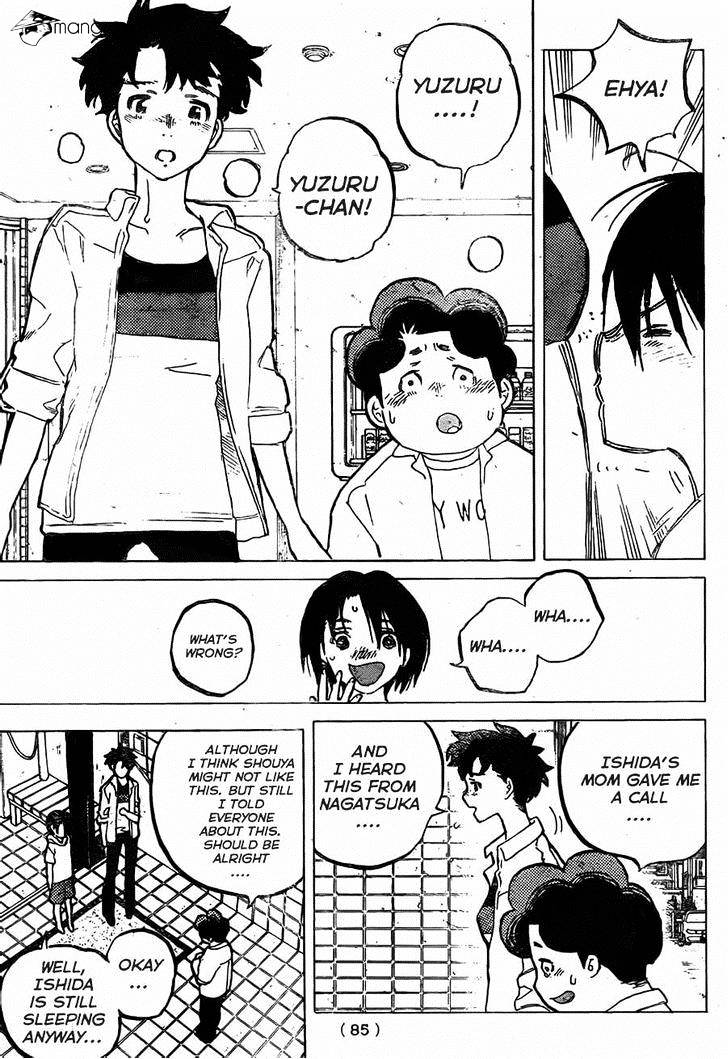 EHYA!
YUZURU
....!
YUZURU
-CHAN!
Y WO
WHA....
WHA....
WHAT'S
WRONG?
ISHIDA'S
MOM GAVE ME
A CALL
....
AND
I HEARD
THIS FROM
NAGATSUKA
....
ALTHOUGH
I THINK SHOUYA
MIGHT NOT LIKE
THIS. BUT STILL
I TOLD
EVERYONE
ABOUT THIS.
SHOULD BE
ALRIGHT
....
OKAY
...
WELL,
ISHIDA
IS STILL
SLEEPING
ANYWAY...
( 85 )